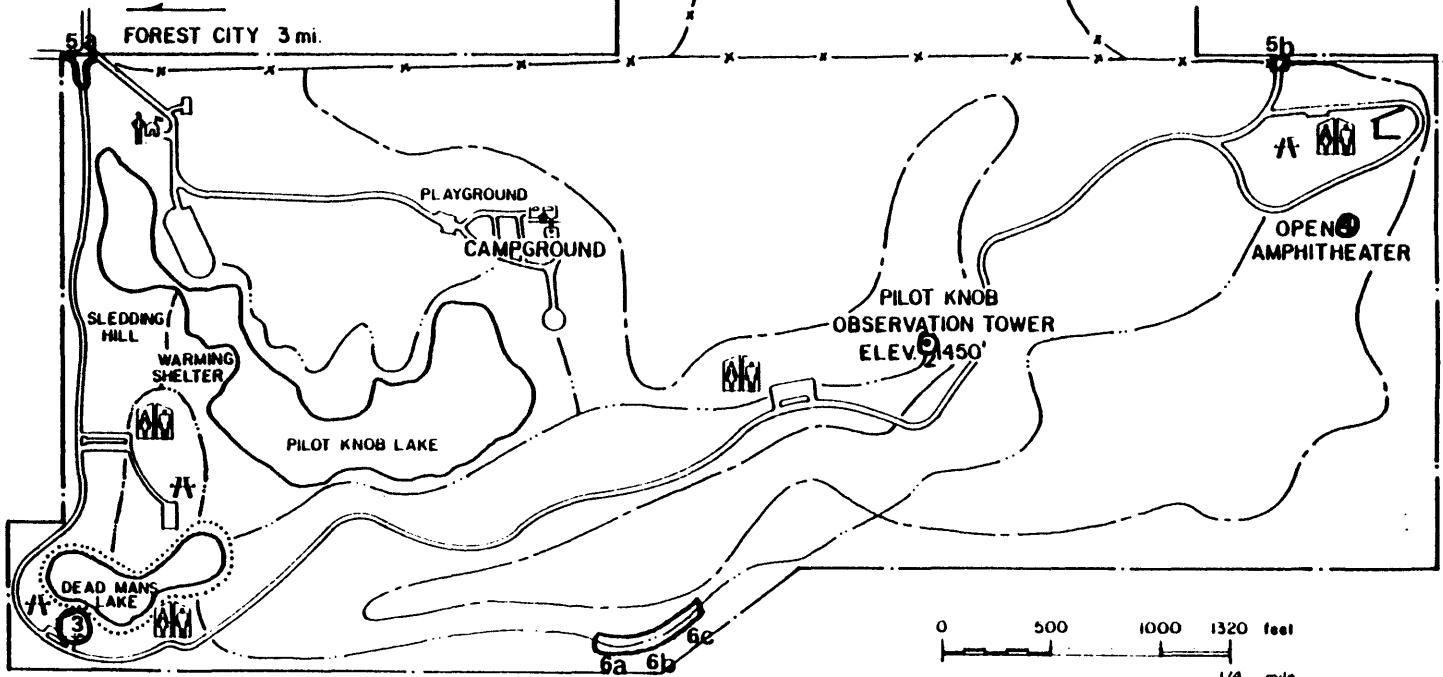 FOREST CITY 3 mi.
5a
5b
PLAYGROUND
CAMPGROUND
OPEN 4
AMPHITHEATER
PILOT KNOB
OBSERVATION TOWER
ELEV. 1450'
2
SLEDDING
HILL
WARMING
SHELTER
PILOT KNOB LAKE
DEAD MANS
LAKE
3
6a 6b 6c
0 500 1000 1320 feet
1/4 mile